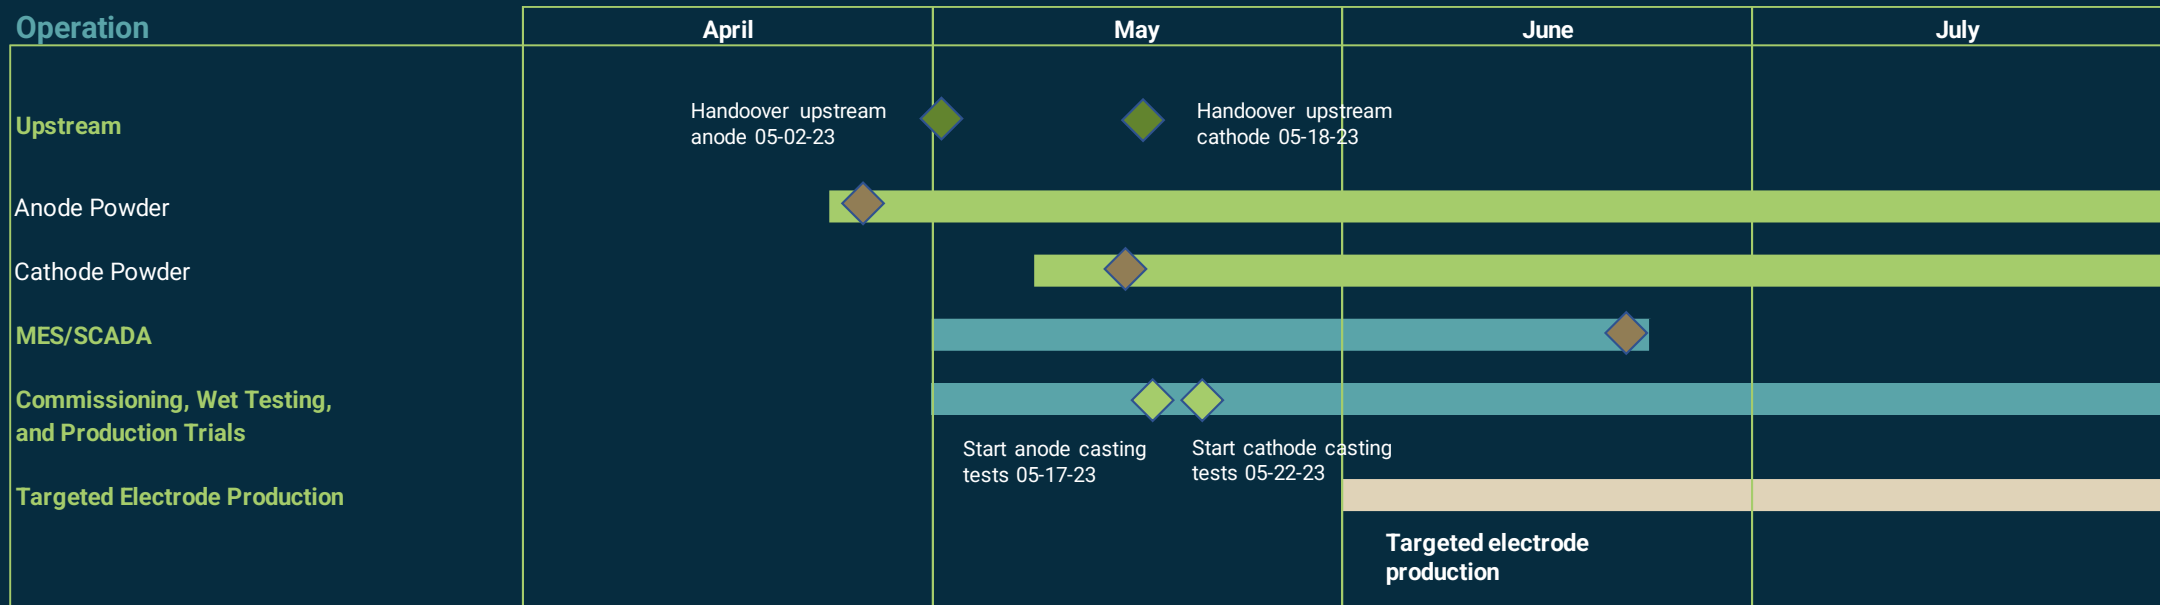 Operation
April
May
June
July
Upstream
Handoover upstream
anode 05-02-23
Handoover upstream
cathode 05-18-23
Anode Powder
Cathode Powder
MES/SCADA
Commissioning, Wet Testing,
and Production Trials
Start anode casting
tests 05-17-23
Start cathode casting
tests 05-22-23
Targeted Electrode Production
Targeted electrode
production